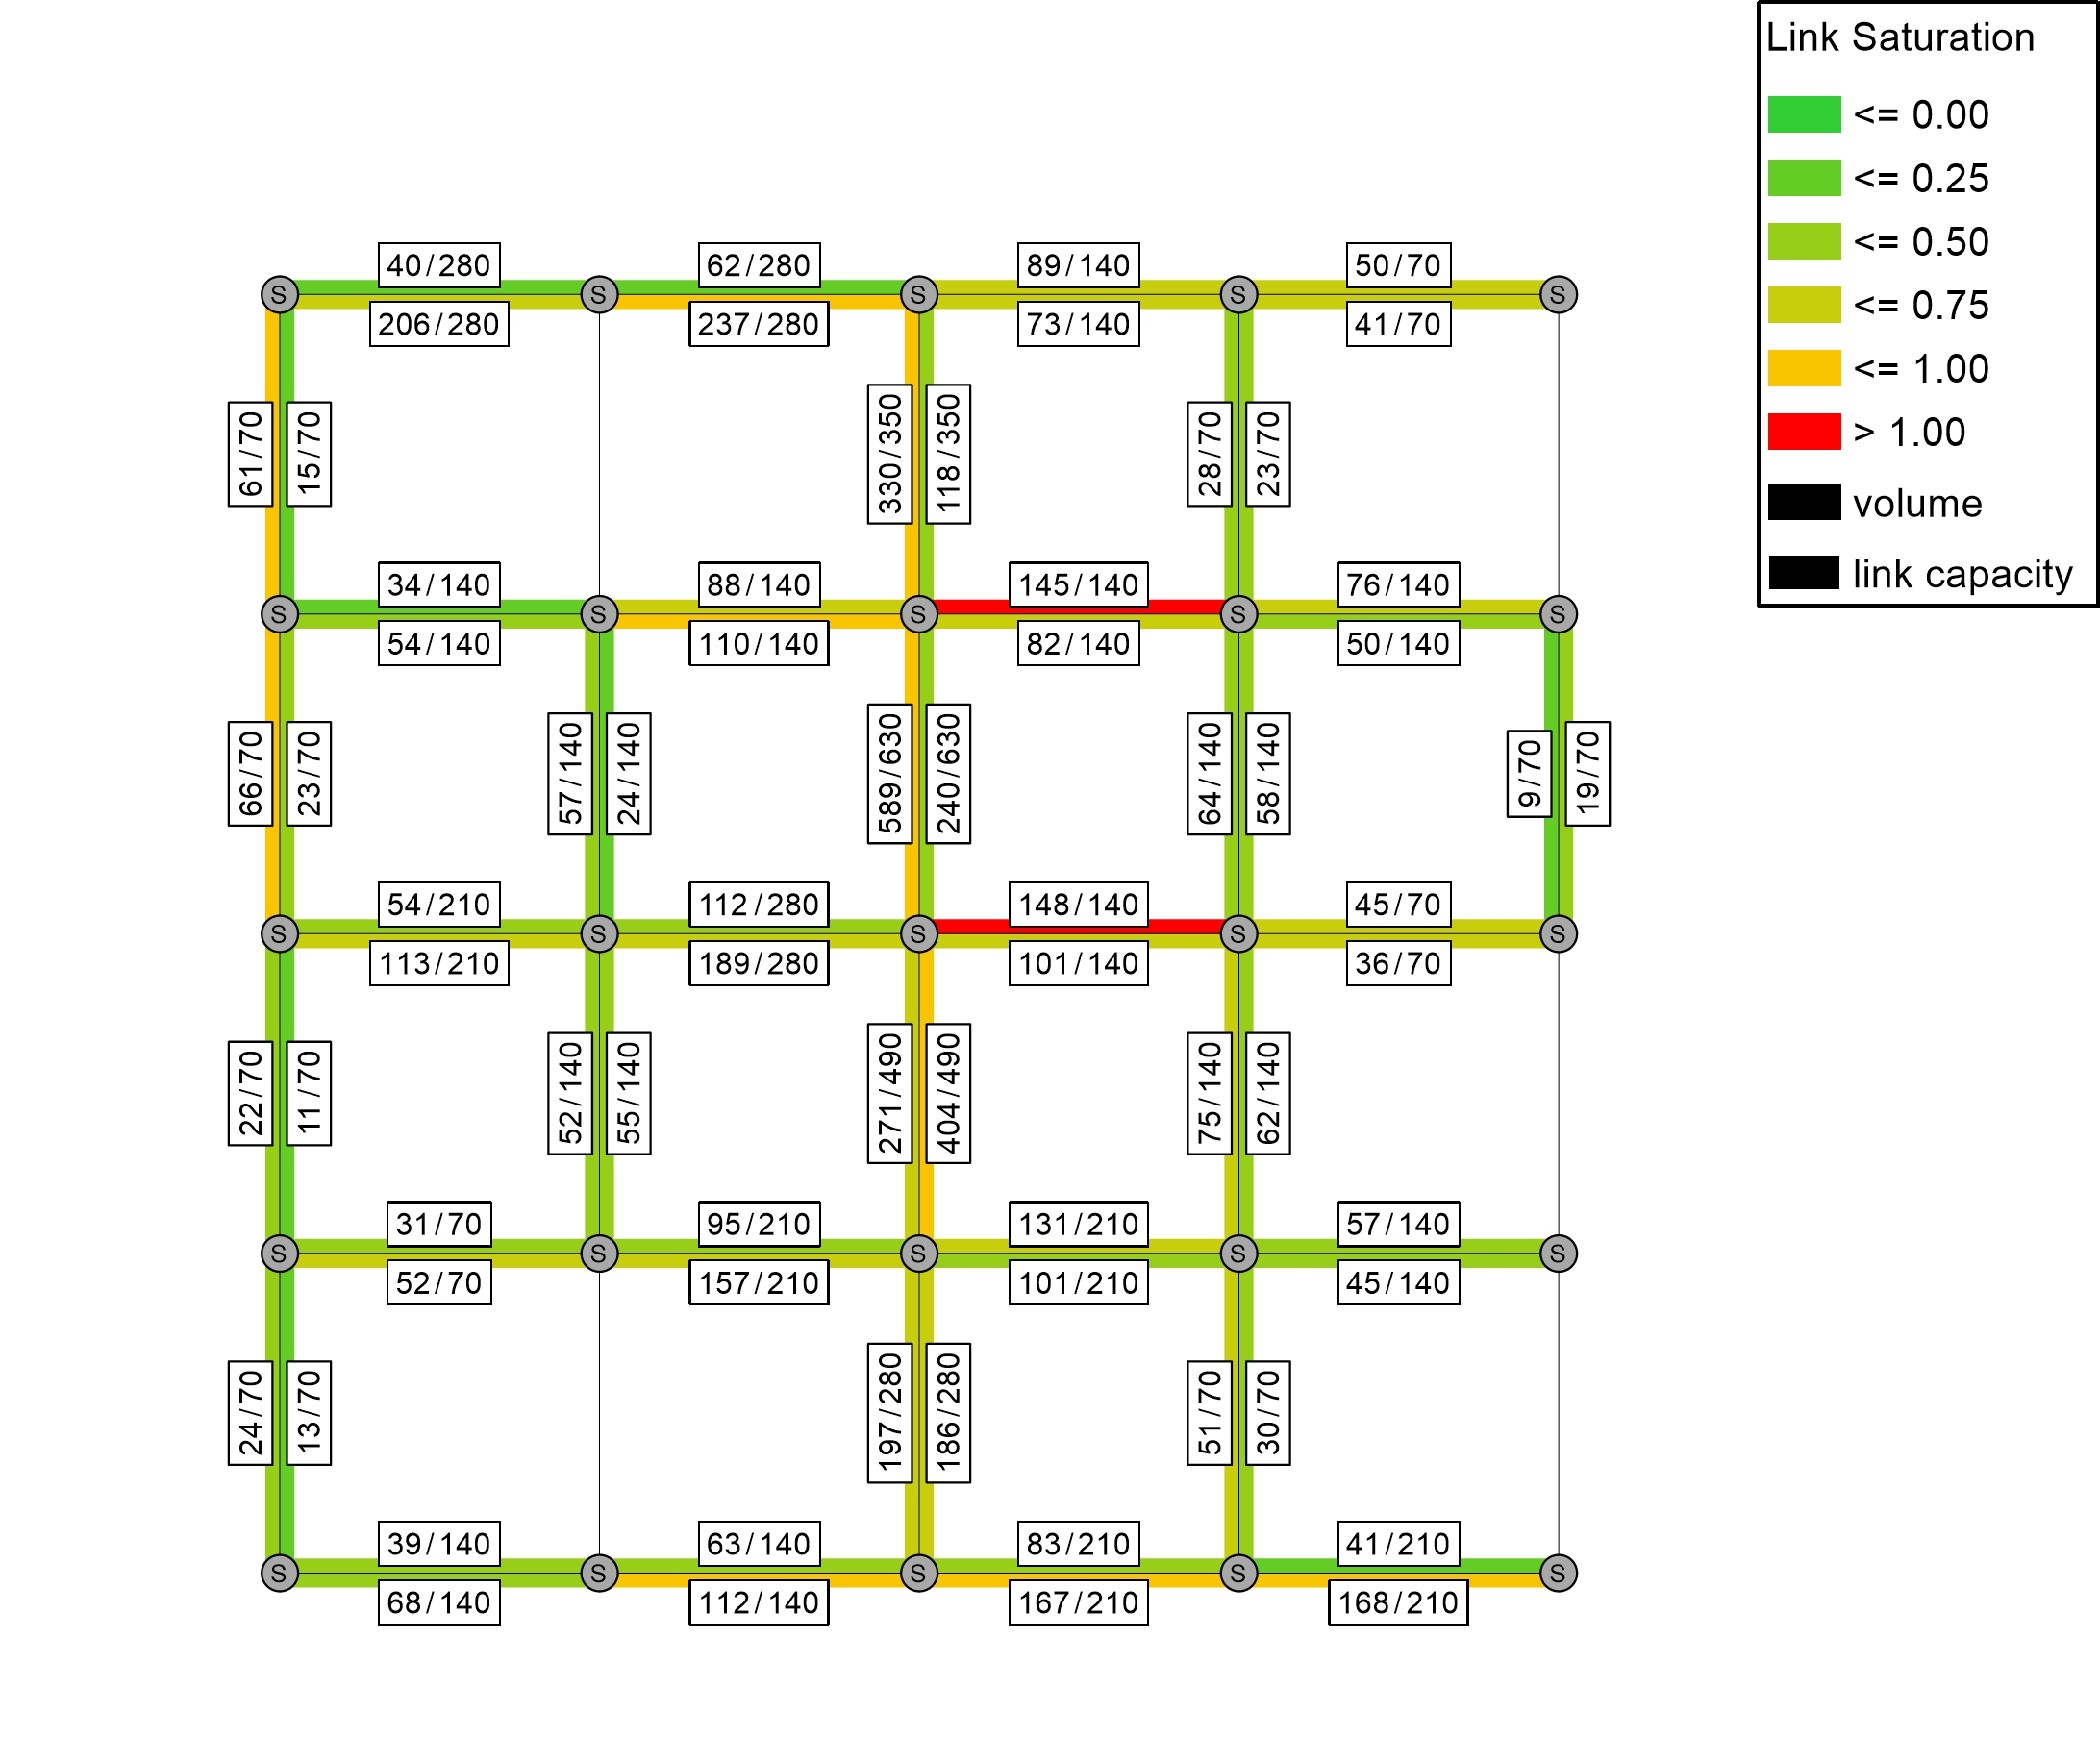 Link Saturation
<= 0.00
<= 0.25
<= 0.50
<= 0.75
<= 1.00
> 1.00
volume
link capacity
40/280
62/280
89/140
50/70
S
S
S
S
S
206/280
237/280
73/140
41/70
61/70
15/70
330/350
118/350
28/70
23/70
34/140
88/140
145/140
76/140
S
S
S
S
S
54/140
110/140
82/140
50/140
66/70
23/70
57/140
24/140
589/630
240/630
64/140
58/140
9/70
19/70
54/210
112/280
148/140
45/70
S
S
S
S
S
113/210
189/280
101/140
36/70
22/70
11/70
52/140
55/140
271/490
404/490
75/140
62/140
31/70
95/210
131/210
57/140
S
S
S
S
S
52/70
157/210
101/210
45/140
24/70
13/70
197/280
186/280
51/70
30/70
39/140
63/140
83/210
41/210
S
S
S
S
S
68/140
112/140
167/210
168/210